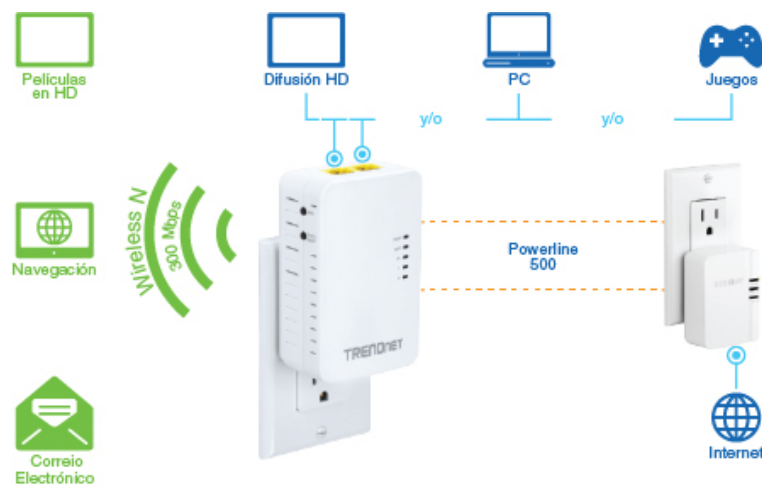 Películas
en HD
Difusión HD
PC
Juegos
y/o
y/o
Wireless N
300 Mbps
Navegación
Powerline
500
TRENDNET
Correio
Electrónico
Internet